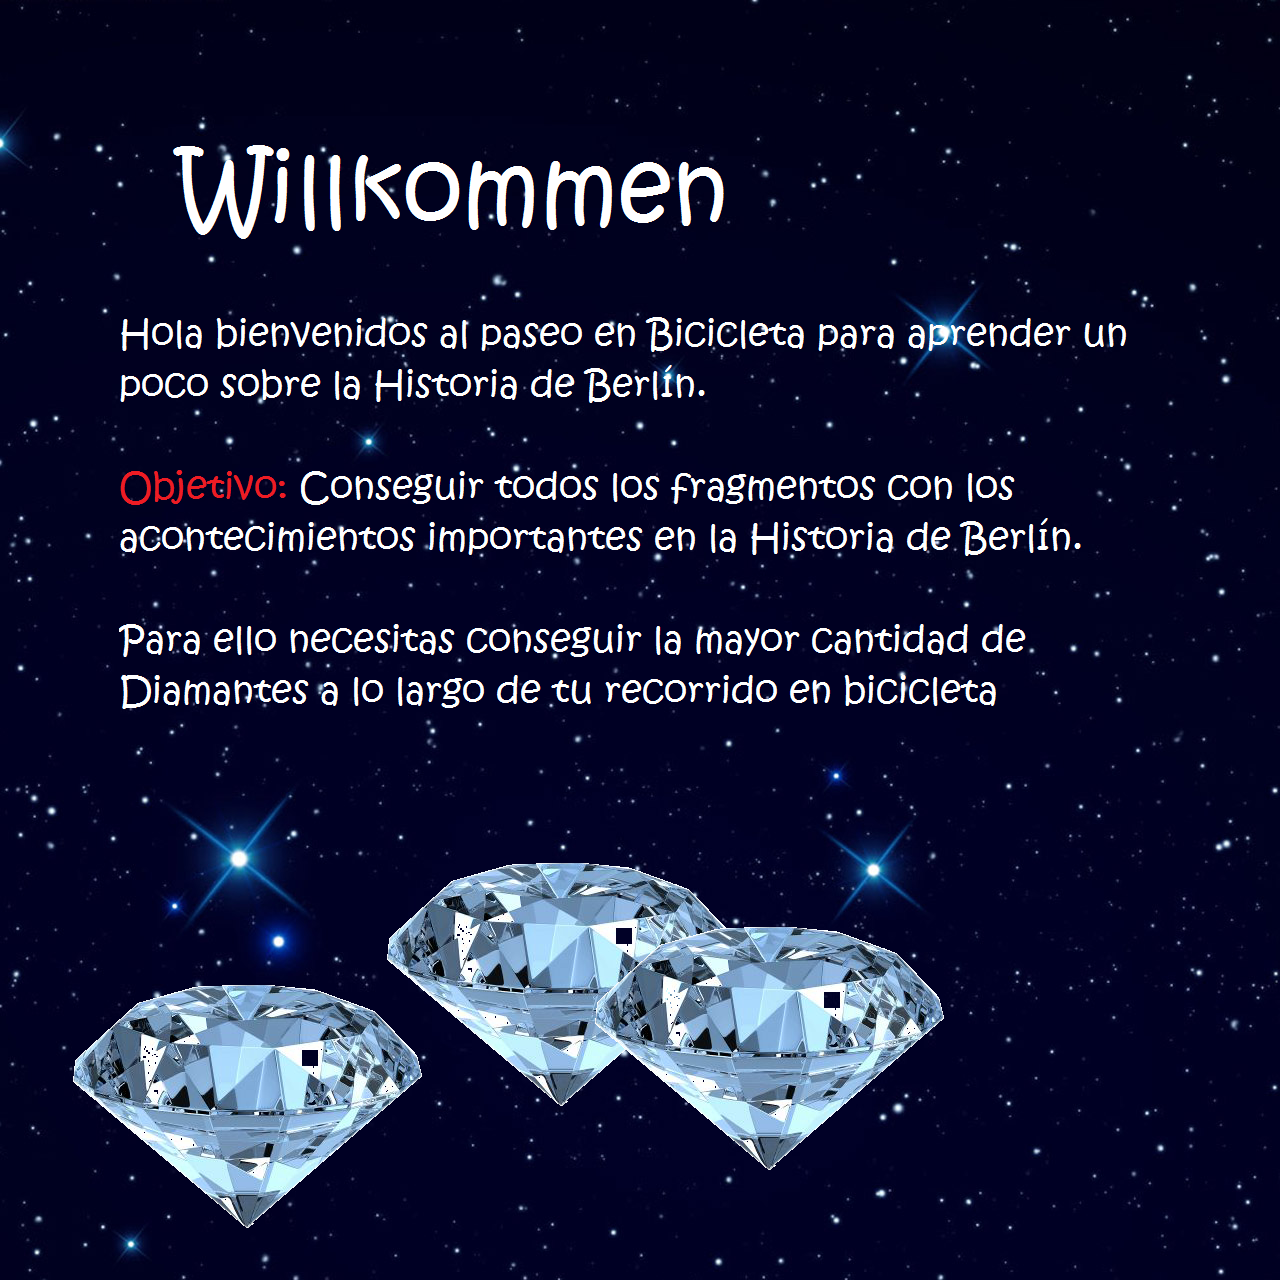 Willkommen
Hola bienvenidos al paseo en Bicicleta para aprender un
poco sobre la Historia de Berlín.
Objetivo: Conseguir todos los fragmentos con los
acontecimientos importantes en la Historia de Berlín.
Para ello necesitas conseguir la mayor cantidad de
Diamantes a lo largo de tu recorrido en bicicleta